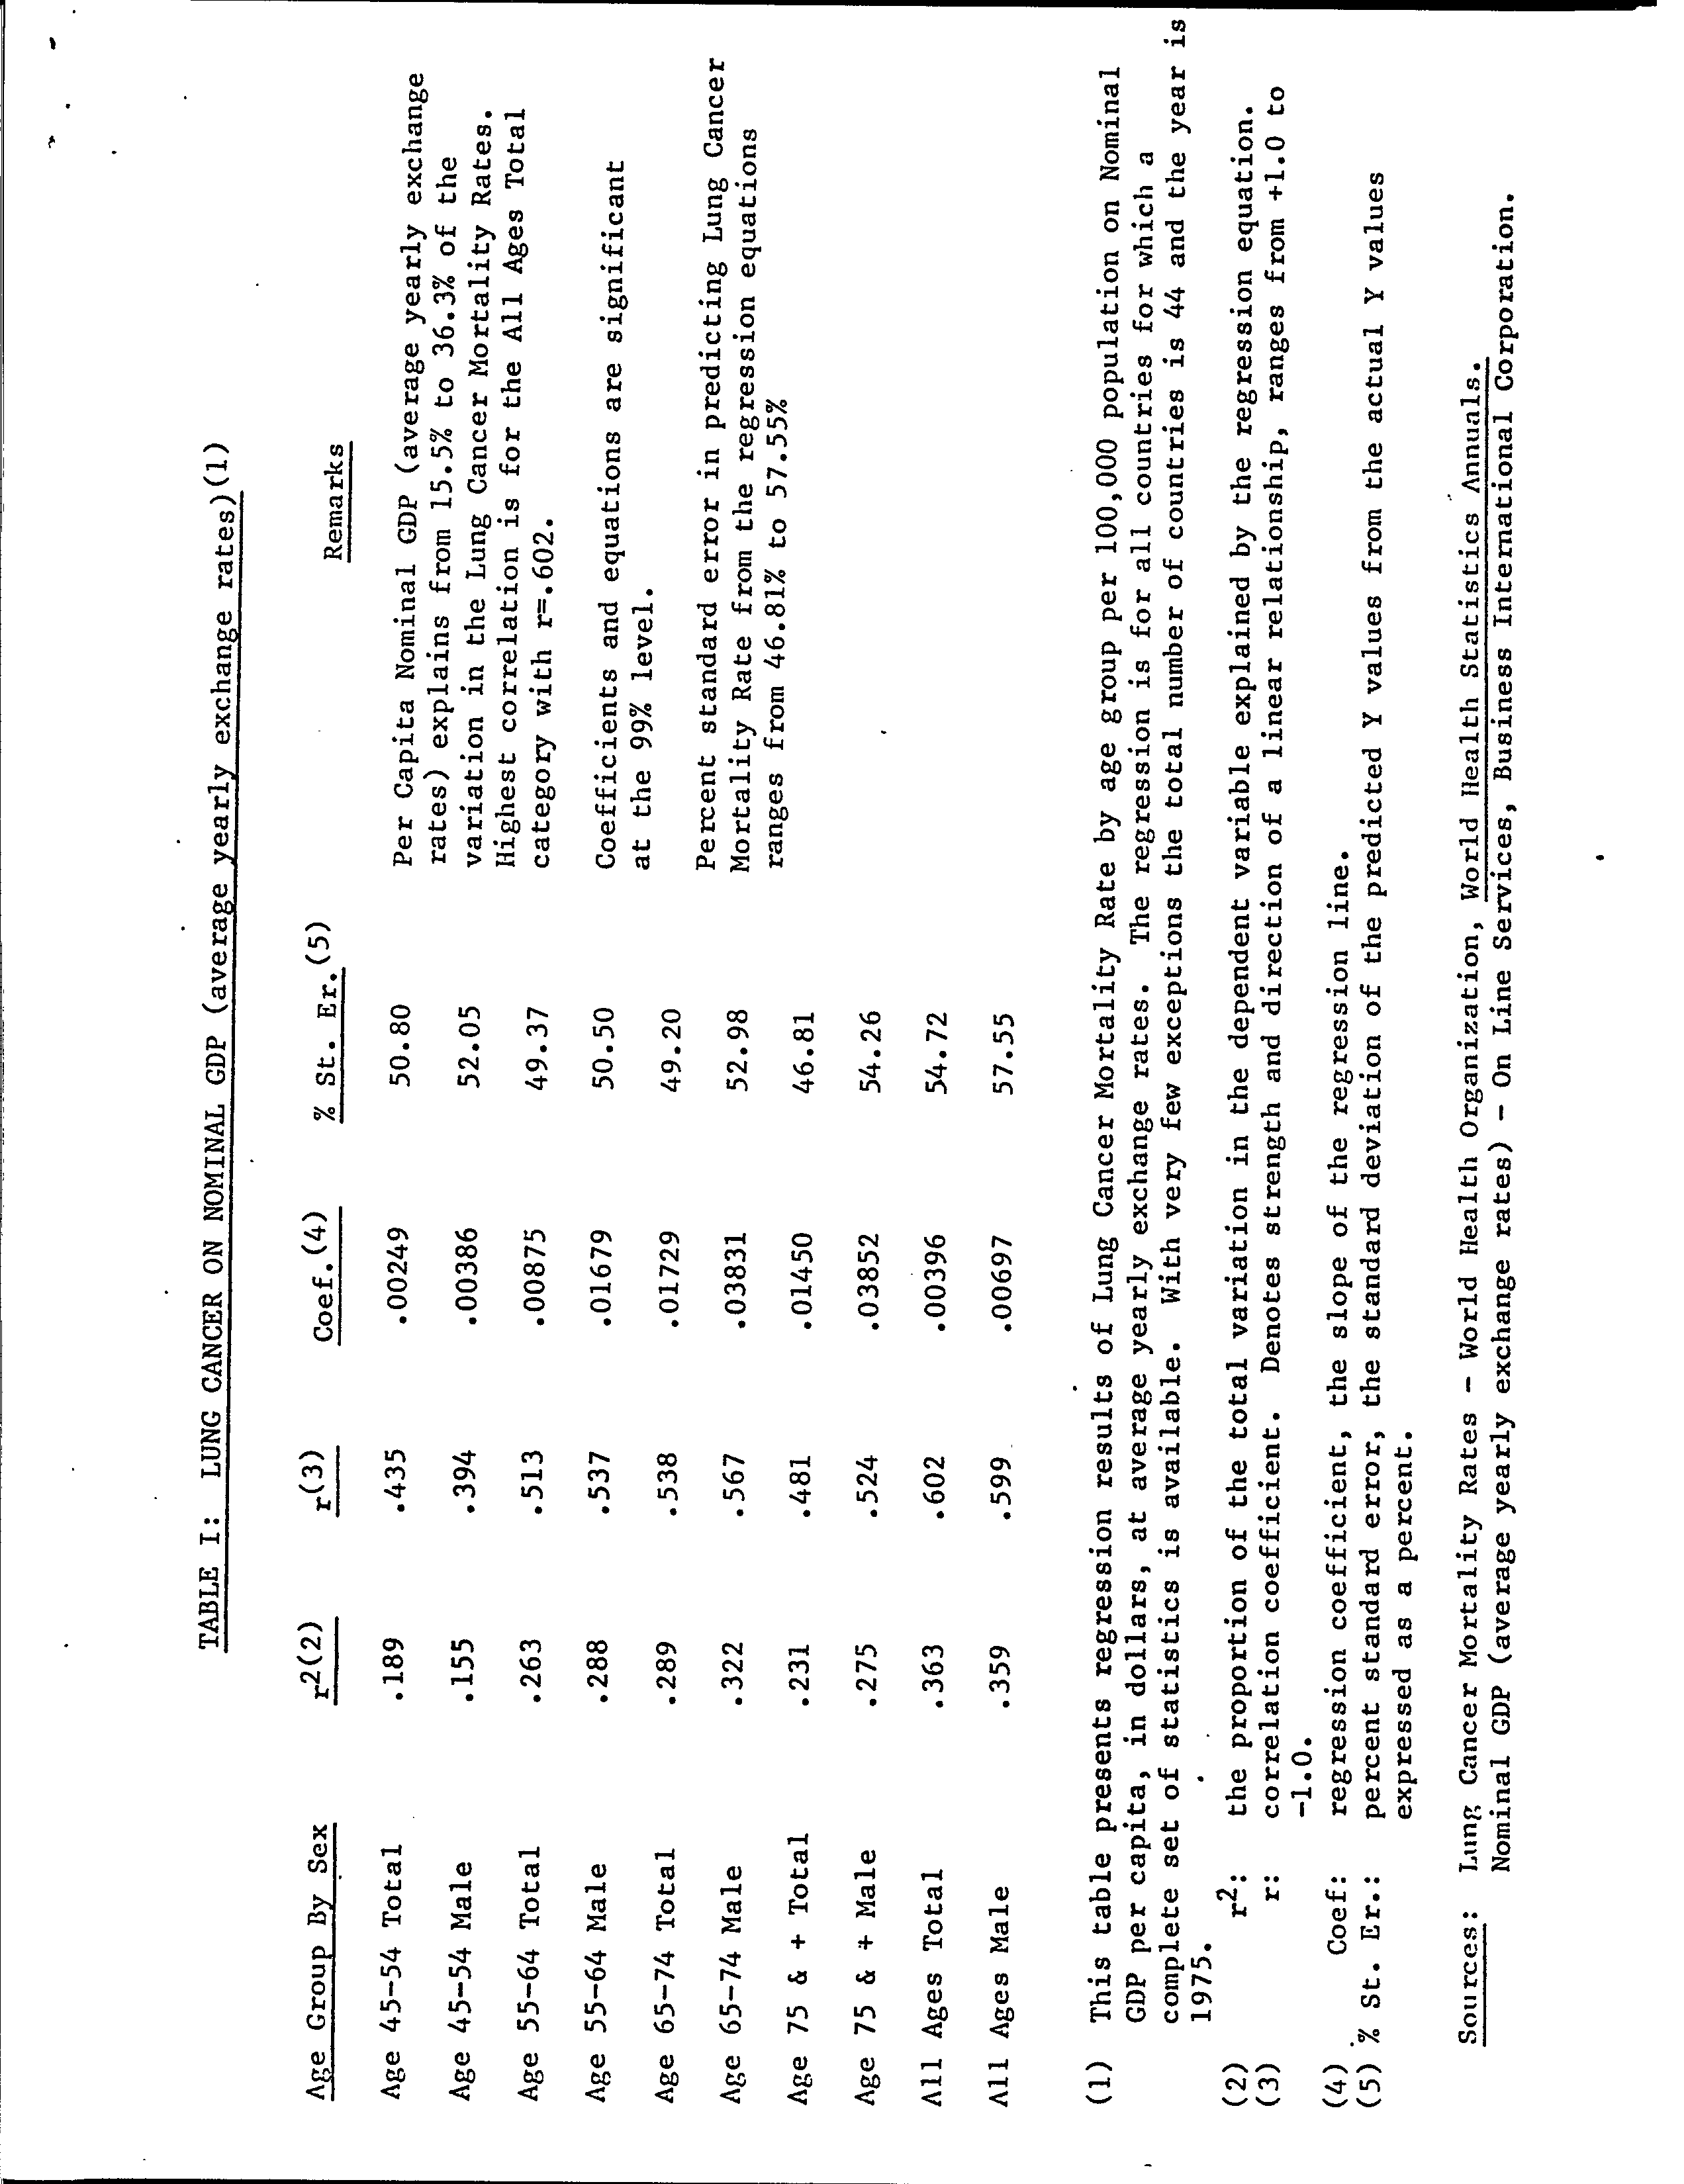 TABLE I: LUNG CANCER ON NOMINAL GDP (average yearly exchange rates)(1)
Age Group By Sex r2(2) r(3) Coef.(4) % St. Er.(5) Remarks
Age 45-54 Total .189 .435 .00249 50.80 Per Capita Nominal GDP (average yearly exchange
rates) explains from 15.5% to 36.3% of the
Age 45-54 Male .155 .394 .00386 52.05 variation in the Lung Cancer Mortality Rates.
Highest correlation is for the All Ages Total
Age 55-64 Total .263 .513 .00875 49.37 category with r=.602.
Age 55-64 Male .288 .537 .01679 50.50 Coefficients and equations are significant
at the 99% level.
Age 65-74 Total .289 .538 .01729 49.20
Percent standard error in predicting Lung Cancer
Age 65-74 Male .322 .567 .03831 52.98 Mortality Rate from the regression equations
ranges from 46.81% to 57.55%
Age 75 & + Total .231 .481 .01450 46.81
Age 75 & + Male .275 .524 .03852 54.26
All Ages Total .363 .602 .00396 54.72
All Ages Male .359 .599 .00697 57.55
(1) This table presents regression results of Lung Cancer Mortality Rate by age group per 100,000 population on Nominal
GDP per capita, in dollars, at average yearly exchange rates. The regression is for all countries for which a
complete set of statistics is available. With very few exceptions the total number of countries is 44 and the year is
1975.
(2) r2: the proportion of the total variation in the dependent variable explained by the regression equation.
(3) r: correlation coefficient. Denotes strength and direction of a linear relationship, ranges from +1.0 to
-1.0.
(4) Coef: regression coefficient, the slope of the regression line.
(5) % St. Er.: percent standard error, the standard deviation of the predicted Y values from the actual Y values
expressed as a percent.
Sources: Lung Cancer Mortality Rates - World Health Organization, World Health Statistics Annuals.
Nominal GDP (average yearly exchange rates) - On Line Services, Business International Corporation.